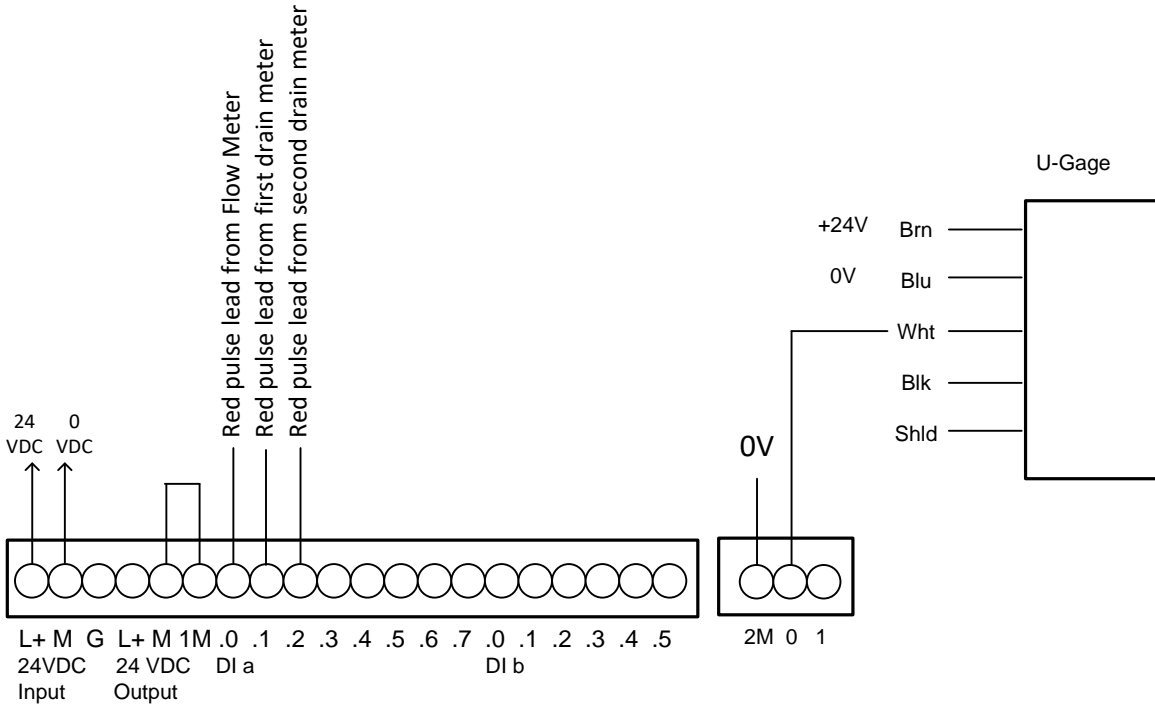 Red pulse lead from Flow Meter
Red pulse lead from first drain meter
Red pulse lead from second drain meter
U-Gage
+24V Brn
0V Blu
Wht
Blk
Shld
24 VDC
0 VDC
0V
L+ M G L+ M 1M .0 .1 .2 .3 .4 .5 .6 .7 .0 .1 .2 .3 .4 .5
24VDC Input
24 VDC Output
DI a
DI b
2M 0 1